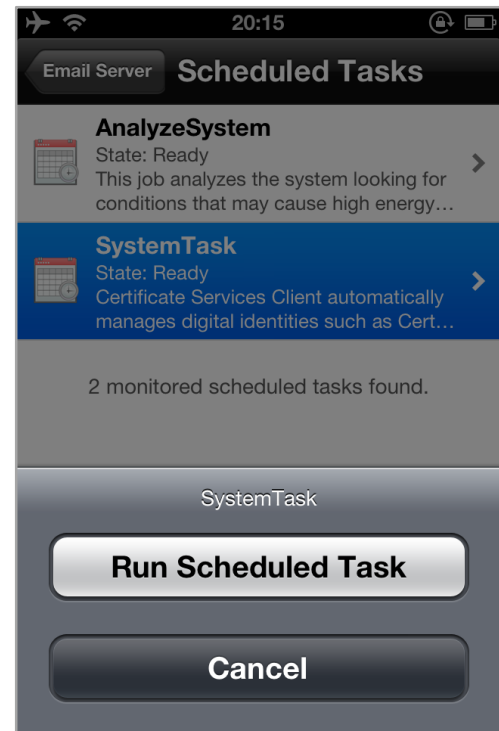 20:15
Email Server Scheduled Tasks
AnalyzeSystem
State: Ready
This job analyzes the system looking for
conditions that may cause high energy…
SystemTask
State: Ready
Certificate Services Client automatically
manages digital identities such as Cert…
2 monitored scheduled tasks found.
SystemTask
Run Scheduled Task
Cancel